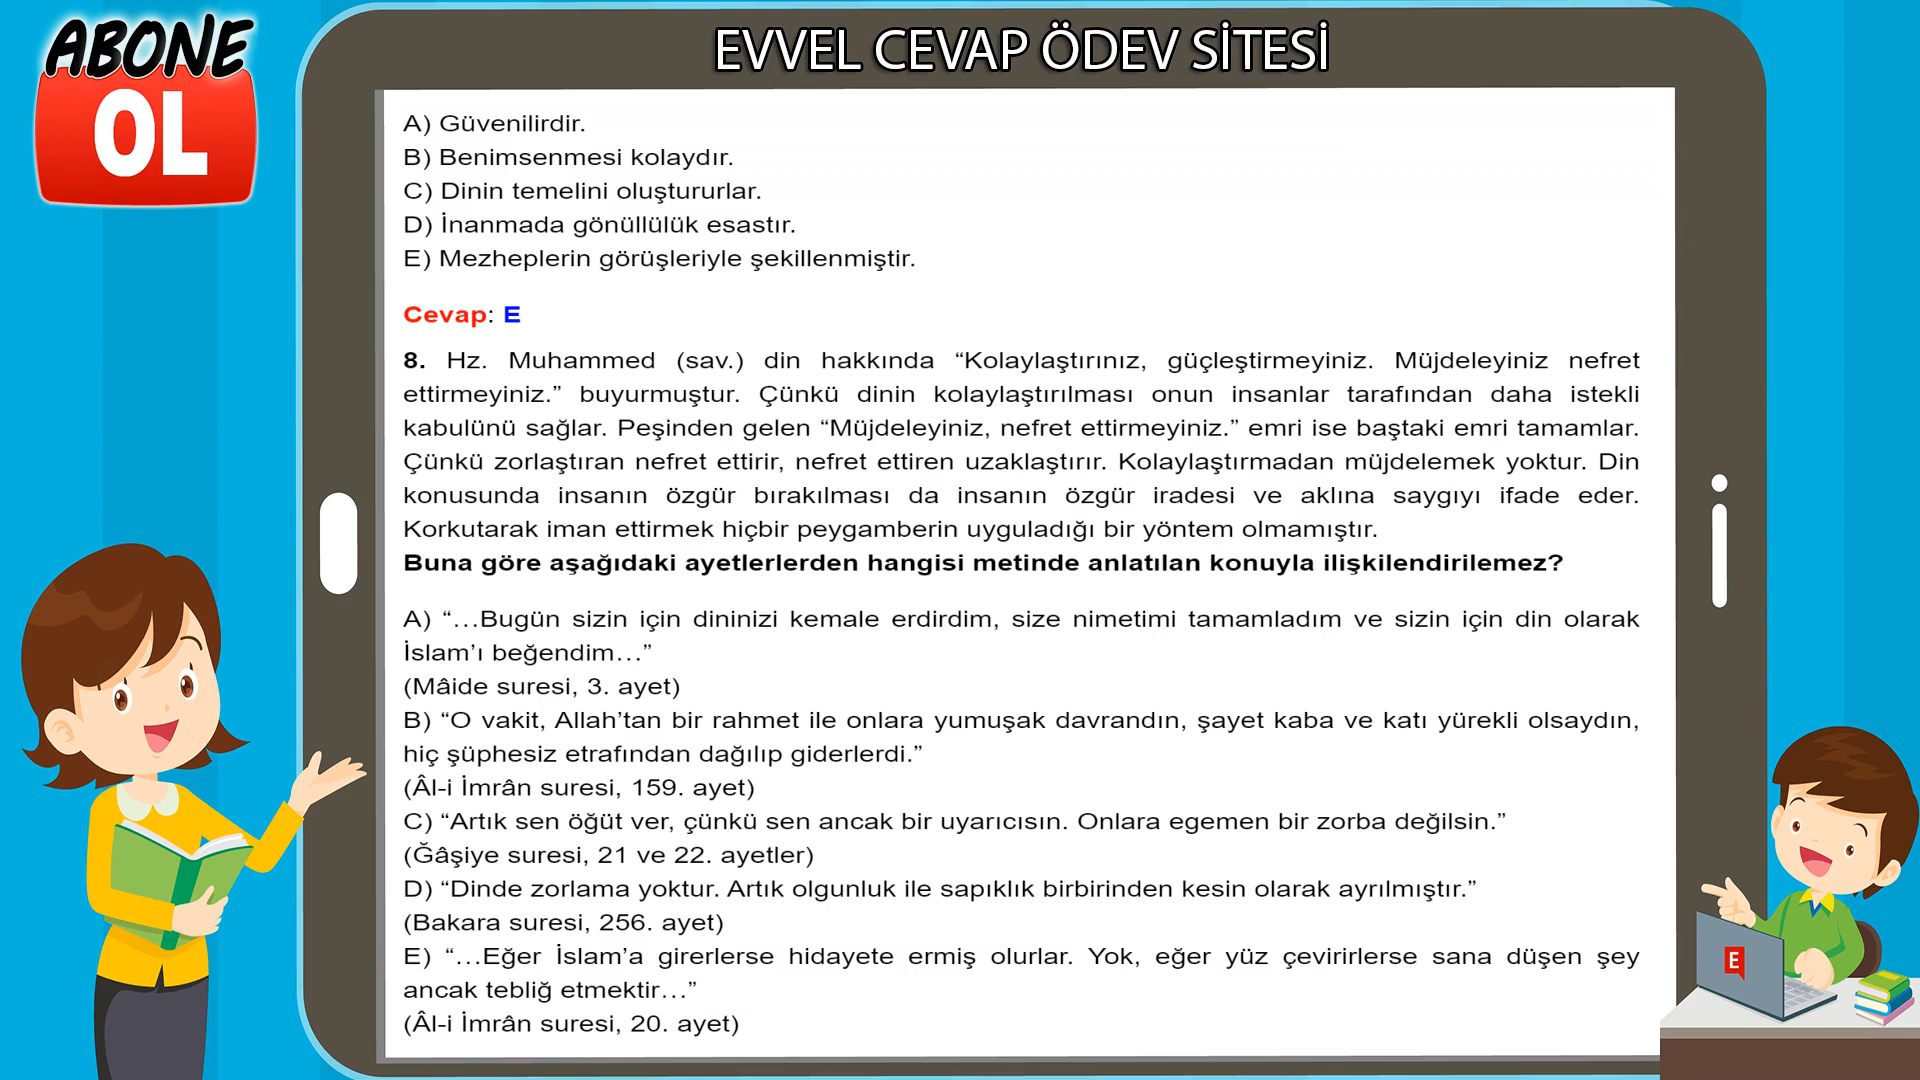 ABONE
OL
EVVEL CEVAP ÖDEV SİTESİ
A) Güvenilirdir.
B) Benimsenmesi kolaydır.
C) Dinin temelini oluştururlar.
D) İnanmada gönüllülük esastır.
E) Mezheplerin görüşleriyle şekillenmiştir.
Cevap: E
8. Hz. Muhammed (sav.) din hakkında “Kolaylaştırınız, güçleştirmeyiniz. Müjdeleyiniz nefret
ettirmeyiniz.” buyurmuştur. Çünkü dinin kolaylaştırılması onun insanlar tarafından daha istekli
kabulünü sağlar. Peşinden gelen “Müjdeleyiniz, nefret ettirmeyiniz.” emri ise baştaki emri tamamlar.
Çünkü zorlaştıran nefret ettirir, nefret ettiren uzaklaştırır. Kolaylaştırmadan müjdelemek yoktur. Din
konusunda insanın özgür bırakılması da insanın özgür iradesi ve aklına saygıyı ifade eder.
Korkutarak iman ettirmek hiçbir peygamberin uyguladığı bir yöntem olmamıştır.
Buna göre aşağıdaki ayetlerlerden hangisi metinde anlatılan konuyla ilişkilendirilemez?
A) “…Bugün sizin için dininizi kemale erdirdim, size nimetimi tamamladım ve sizin için din olarak
İslam’ı beğendim…”
(Mâide suresi, 3. ayet)
B) “O vakit, Allah’tan bir rahmet ile onlara yumuşak davrandın, şayet kaba ve katı yürekli olsaydın,
hiç şüphesiz etrafından dağılıp giderlerdi.”
(Âl-i İmrân suresi, 159. ayet)
C) “Artık sen öğüt ver, çünkü sen ancak bir uyarıcısın. Onlara egemen bir zorba değilsin.”
(Ğâşiye suresi, 21 ve 22. ayetler)
D) “Dinde zorlama yoktur. Artık olgunluk ile sapıklık birbirinden kesin olarak ayrılmıştır.”
(Bakara suresi, 256. ayet)
E) “…Eğer İslam’a girerlerse hidayete ermiş olurlar. Yok, eğer yüz çevirirlerse sana düşen şey
ancak tebliğ etmektir…”
(Âl-i İmrân suresi, 20. ayet)
E